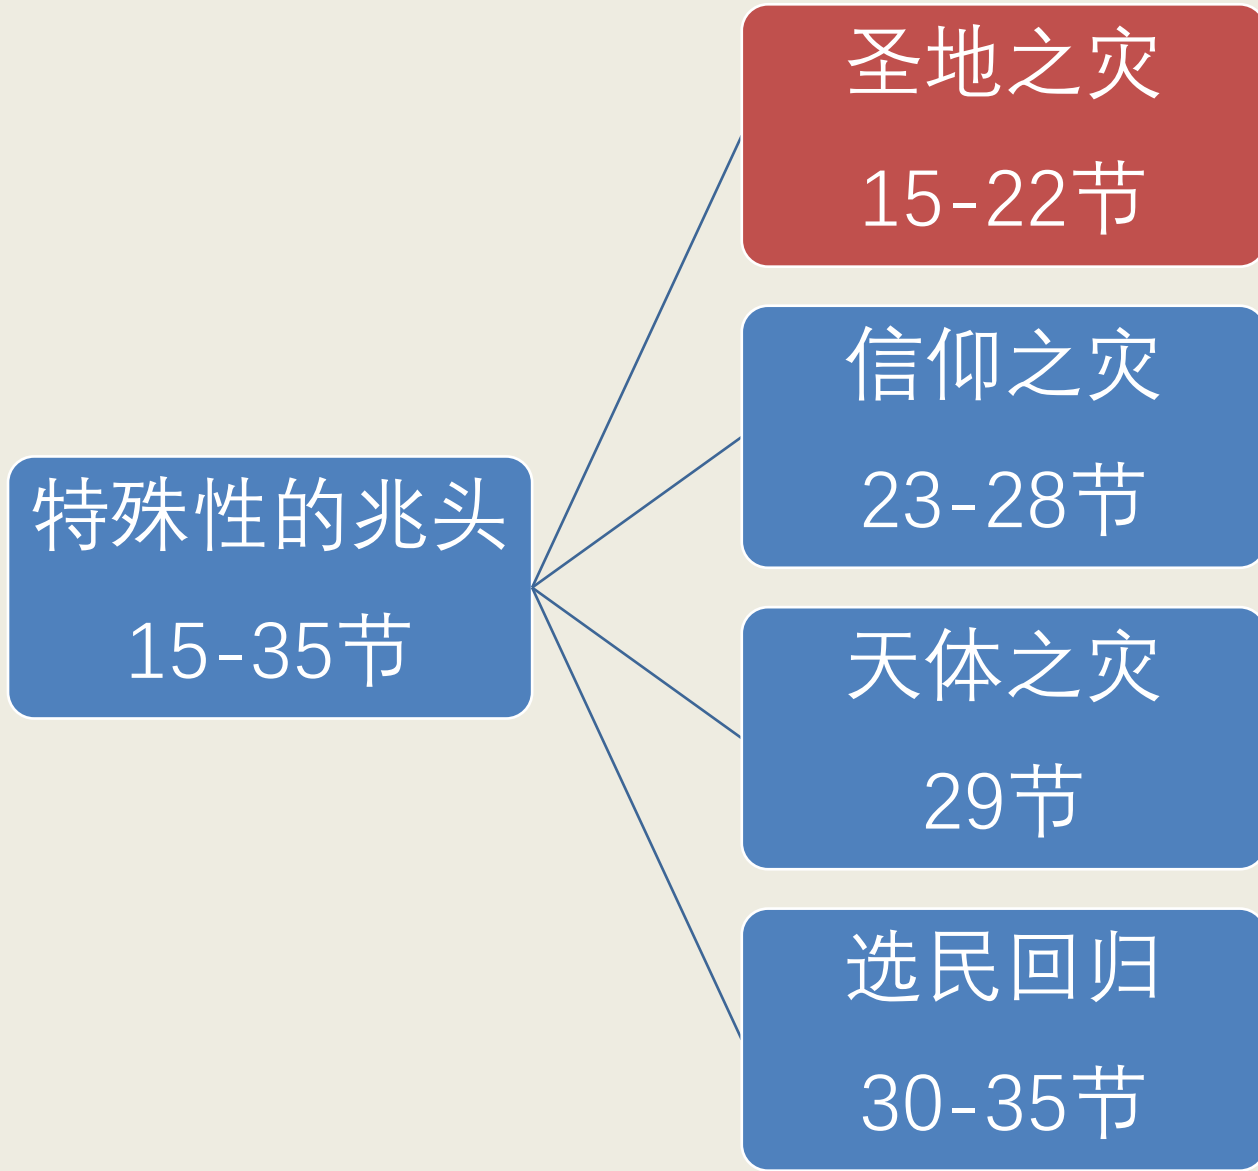 特殊性的兆头
15-35节
圣地之灾
15-22节
信仰之灾
23-28节
天体之灾
29节
选民回归
30-35节